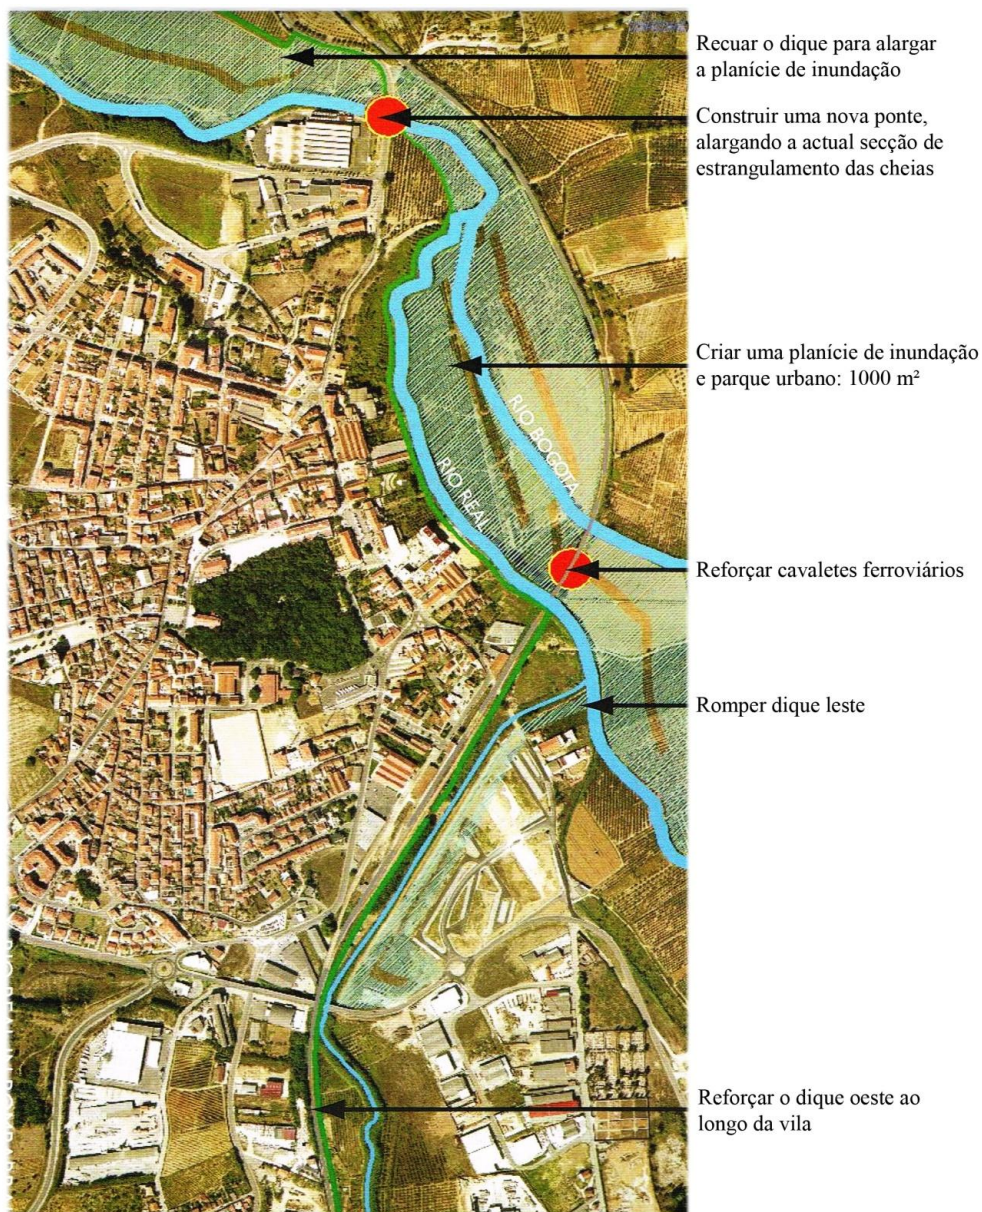 Recuar o dique para alargar
a planície de inundação
Construir uma nova ponte,
alargando a actual secção de
estrangulamento das cheias
Criar uma planície de inundação
e parque urbano: 1000 m²
RIO BOGOTA
RIO REAL
Reforçar cavaletes ferroviários
Romper dique leste
Reforçar o dique oeste ao
longo da vila